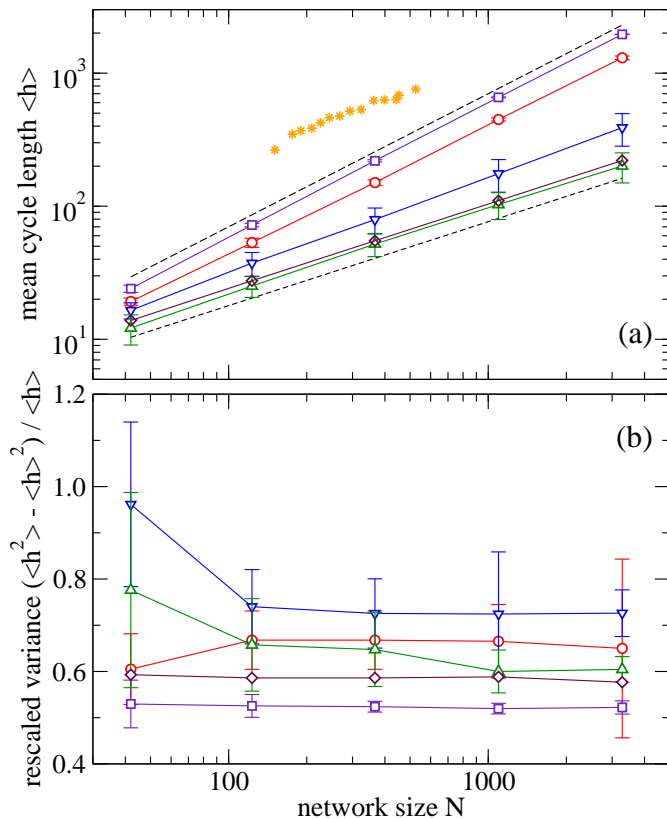 10^3
10^2
10^1
mean cycle length <h>
(a)
1.2
1.0
0.8
0.6
0.4
rescaled variance (<h^2> - <h>^2) / <h>
(b)
100
1000
network size N